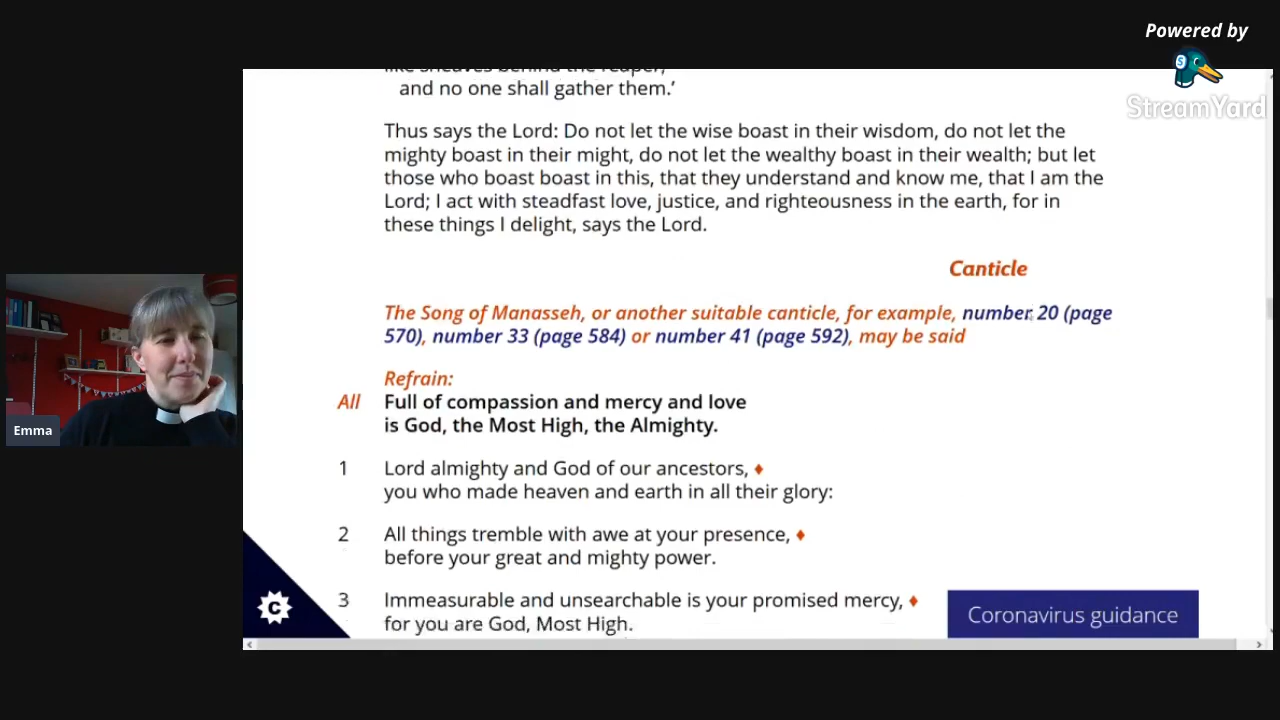 Powered by
StreamYard
like sheaves behind the reaper,
and no one shall gather them.’
Thus says the Lord: Do not let the wise boast in their wisdom, do not let the
mighty boast in their might, do not let the wealthy boast in their wealth; but let
those who boast boast in this, that they understand and know me, that I am the
Lord; I act with steadfast love, justice, and righteousness in the earth, for in
these things I delight, says the Lord.
Canticle
The Song of Manasseh, or another suitable canticle, for example, number 20 (page
570), number 33 (page 584) or number 41 (page 592), may be said
Refrain:
All Full of compassion and mercy and love
is God, the Most High, the Almighty.
1 Lord almighty and God of our ancestors, ♦
you who made heaven and earth in all their glory:
2 All things tremble with awe at your presence, ♦
before your great and mighty power.
3 Immeasurable and unsearchable is your promised mercy, ♦
for you are God, Most High.
Coronavirus guidance
C
Emma